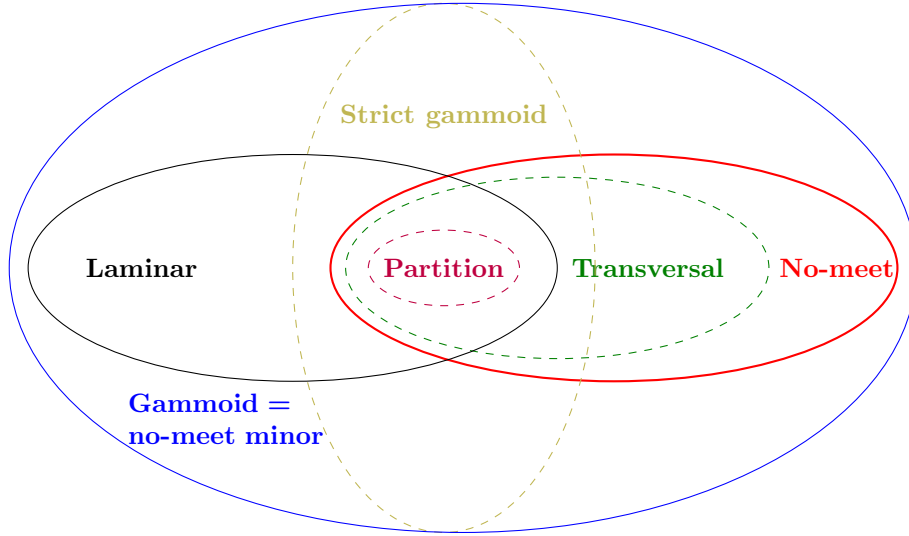 Strict gammoid
Laminar
Partition
Transversal
No-meet
Gammoid =
no-meet minor